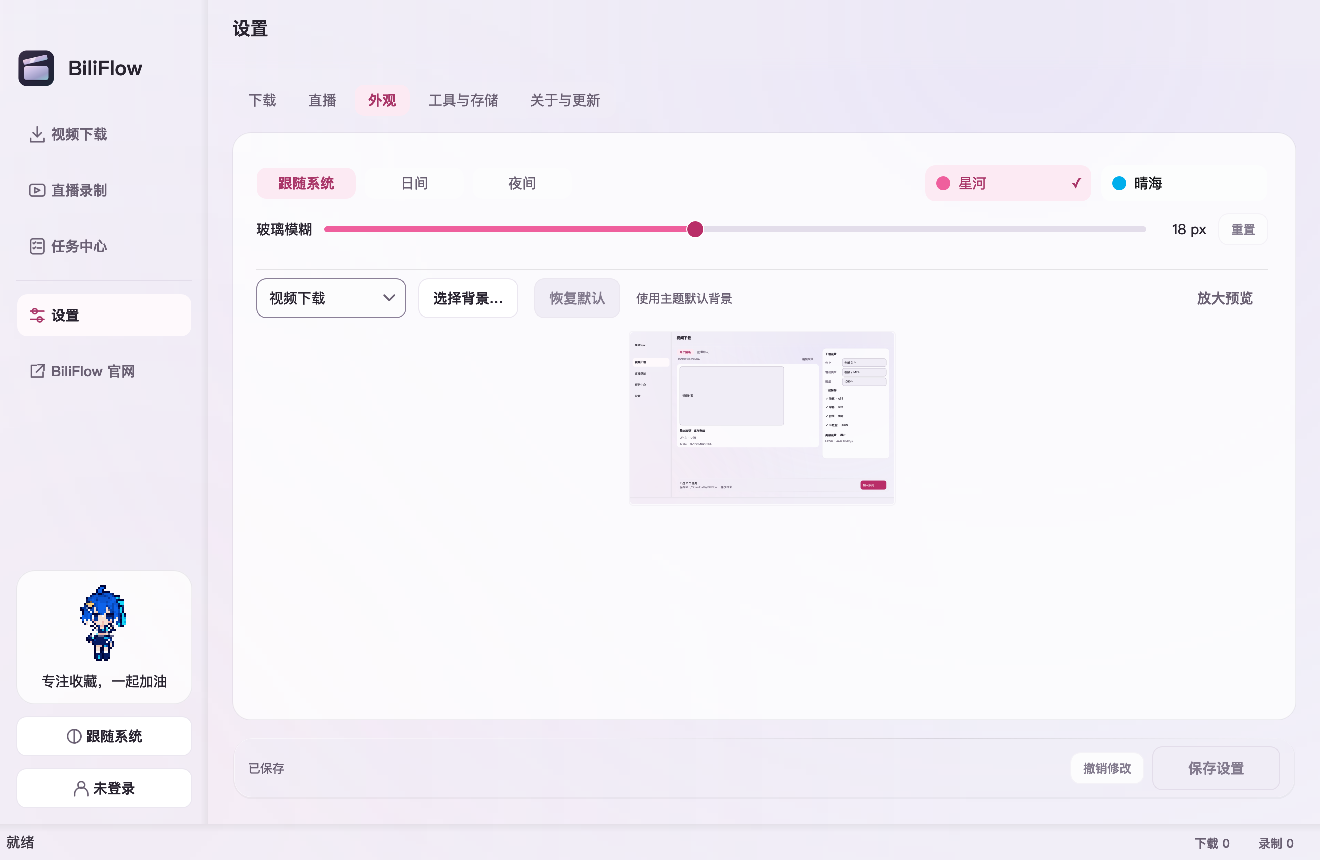 设置
BiliFlow
视频下载
直播录制
任务中心
设置
BiliFlow 官网
专注收藏，一起加油
跟随系统
未登录
下载 直播 外观 工具与存储 关于与更新
跟随系统 日间 夜间 星河 ✓ 晴海
玻璃模糊 18 px 重置
视频下载 选择背景... 恢复默认 使用主题默认背景 放大预览
已保存 撤销修改 保存设置
就绪 下载 0 录制 0